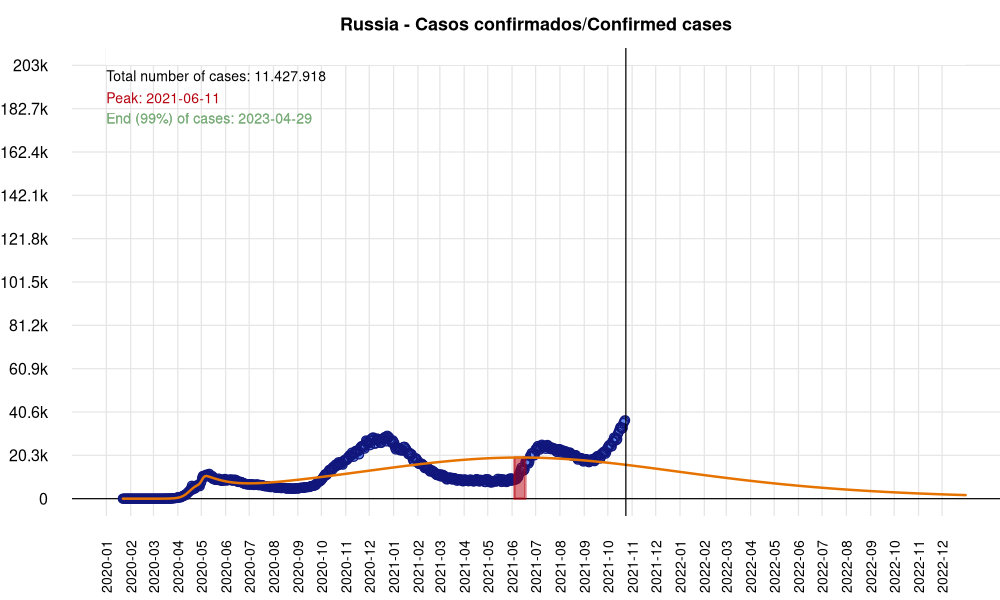 Russia - Casos confirmados/Confirmed cases
203k
Total number of cases: 11.427.918
Peak: 2021-06-11
182.7k
End (99%) of cases: 2023-04-29
162.4k
142.1k
121.8k
101.5k
81.2k
60.9k
40.6k
20.3k
0
2020-01
2020-02
2020-03
2020-04
2020-05
2020-06
2020-07
2020-08
2020-09
2020-10
2020-11
2020-12
2021-01
2021-02
2021-03
2021-04
2021-05
2021-06
2021-07
2021-08
2021-09
2021-10
2021-11
2021-12
2022-01
2022-02
2022-03
2022-04
2022-05
2022-06
2022-07
2022-08
2022-09
2022-10
2022-11
2022-12